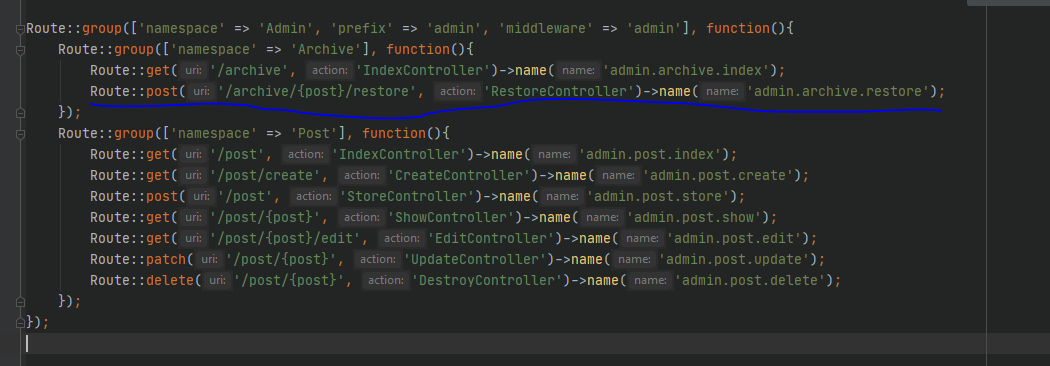 Route::group(['namespace' => 'Admin', 'prefix' => 'admin', 'middleware' => 'admin'], function(){
Route::group(['namespace' => 'Archive'], function(){
Route::get( uri: '/archive', action: 'IndexController')->name( name: 'admin.archive.index');
Route::post( uri: '/archive/{post}/restore', action: 'RestoreController')->name( name: 'admin.archive.restore');
});
Route::group(['namespace' => 'Post'], function(){
Route::get( uri: '/post', action: 'IndexController')->name( name: 'admin.post.index');
Route::get( uri: '/post/create', action: 'CreateController')->name( name: 'admin.post.create');
Route::post( uri: '/post', action: 'StoreController')->name( name: 'admin.post.store');
Route::get( uri: '/post/{post}', action: 'ShowController')->name( name: 'admin.post.show');
Route::get( uri: '/post/{post}/edit', action: 'EditController')->name( name: 'admin.post.edit');
Route::patch( uri: '/post/{post}', action: 'UpdateController')->name( name: 'admin.post.update');
Route::delete( uri: '/post/{post}', action: 'DestroyController')->name( name: 'admin.post.delete');
});
});